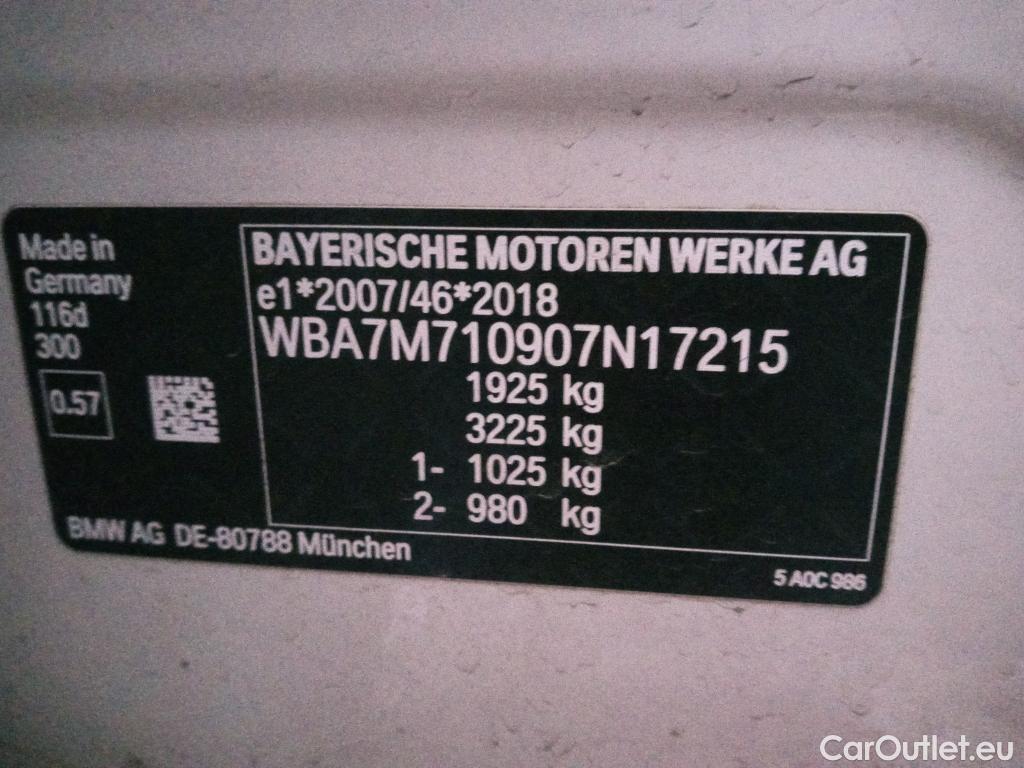 Made in
Germany
116d
300
0.57
BAYERISCHE MOTOREN WERKE AG
e1*2007/46*2018
WBA7M710907N17215
1925 kg
3225 kg
1- 1025 kg
2- 980 kg
BMW AG DE-80788 München
5 A0C 986
CarOutlet.eu